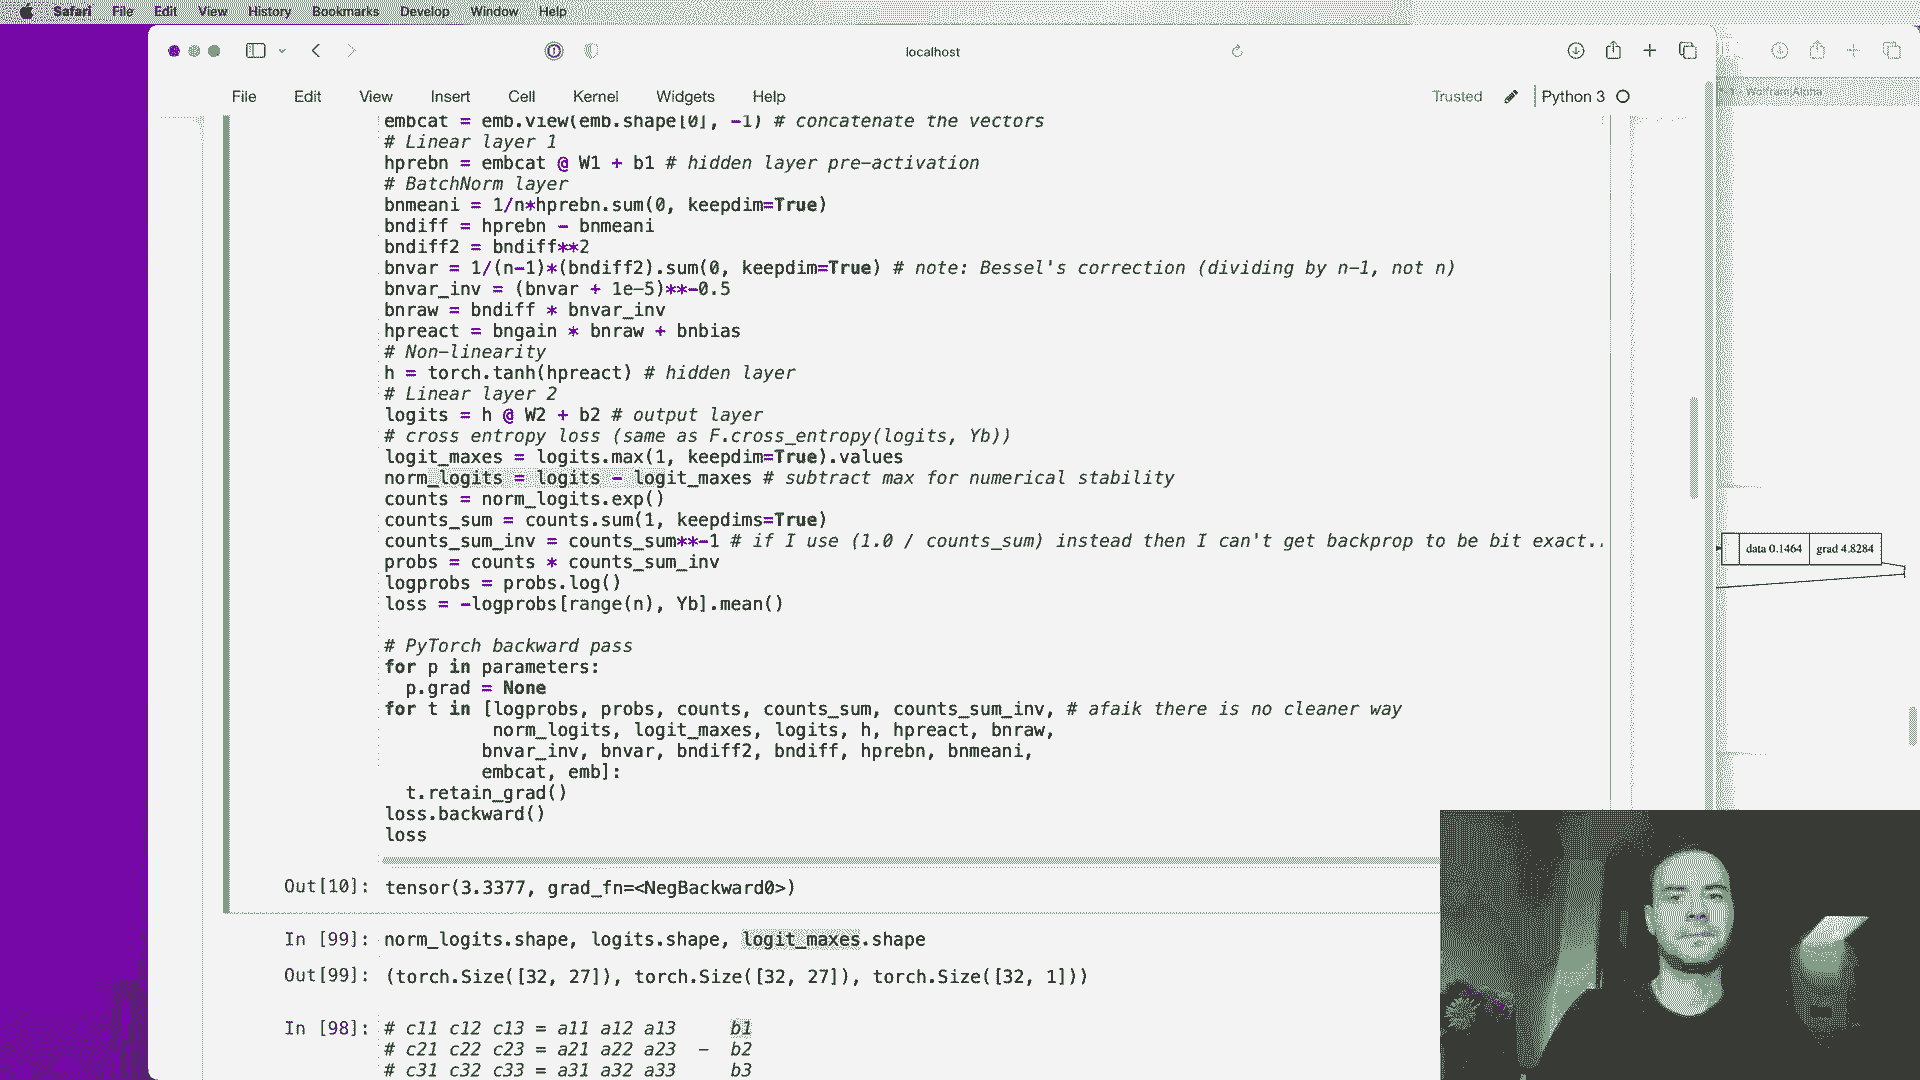 Safari File Edit View History Bookmarks Develop Window Help
localhost
File Edit View Insert Cell Kernel Widgets Help
Trusted Python 3
- Wolfram|Alpha
embcat = emb.view(emb.shape[0], -1) # concatenate the vectors
# Linear layer 1
hprebn = embcat @ W1 + b1 # hidden layer pre-activation
# BatchNorm layer
bnmeani = 1/n*hprebn.sum(0, keepdim=True)
bndiff = hprebn - bnmeani
bndiff2 = bndiff**2
bnvar = 1/(n-1)*(bndiff2).sum(0, keepdim=True) # note: Bessel's correction (dividing by n-1, not n)
bnvar_inv = (bnvar + 1e-5)**-0.5
bnraw = bndiff * bnvar_inv
hpreact = bngain * bnraw + bnbias
# Non-linearity
h = torch.tanh(hpreact) # hidden layer
# Linear layer 2
logits = h @ W2 + b2 # output layer
# cross entropy loss (same as F.cross_entropy(logits, Yb))
logit_maxes = logits.max(1, keepdim=True).values
norm_logits = logits - logit_maxes # subtract max for numerical stability
counts = norm_logits.exp()
counts_sum = counts.sum(1, keepdims=True)
counts_sum_inv = counts_sum**-1 # if I use (1.0 / counts_sum) instead then I can't get backprop to be bit exact..
probs = counts * counts_sum_inv
logprobs = probs.log()
loss = -logprobs[range(n), Yb].mean()
# PyTorch backward pass
for p in parameters:
p.grad = None
for t in [logprobs, probs, counts, counts_sum, counts_sum_inv, # afaik there is no cleaner way
norm_logits, logit_maxes, logits, h, hpreact, bnraw,
bnvar_inv, bnvar, bndiff2, bndiff, hprebn, bnmeani,
embcat, emb]:
t.retain_grad()
loss.backward()
loss
Out[10]: tensor(3.3377, grad_fn=<NegBackward0>)
In [99]: norm_logits.shape, logits.shape, logit_maxes.shape
Out[99]: (torch.Size([32, 27]), torch.Size([32, 27]), torch.Size([32, 1]))
In [98]: # c11 c12 c13 = a11 a12 a13 b1
# c21 c22 c23 = a21 a22 a23 - b2
# c31 c32 c33 = a31 a32 a33 b3
data 0.1464 grad 4.8284